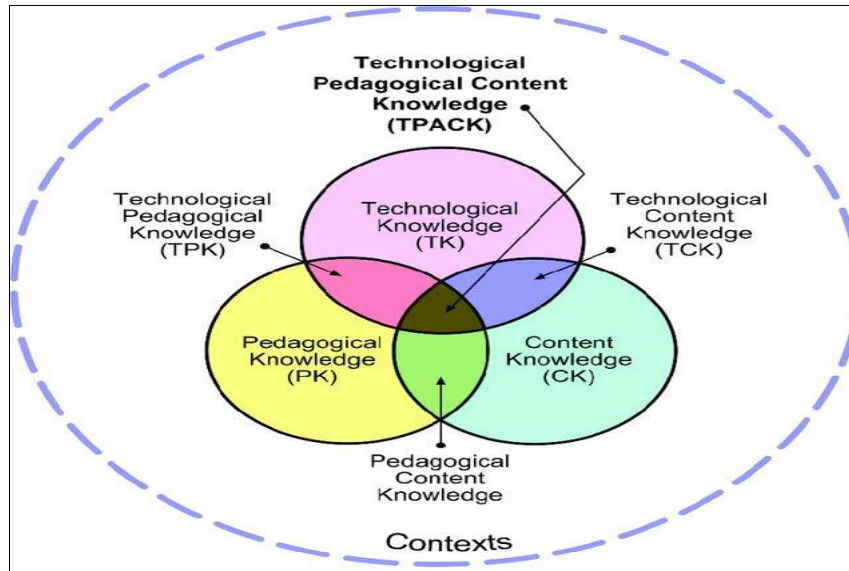 Technological
Pedagogical Content
Knowledge
(TPACK)
Technological
Pedagogical
Knowledge
(TPK)
Technological
Knowledge
(TK)
Technological
Content
Knowledge
(TCK)
Pedagogical
Knowledge
(PK)
Content
Knowledge
(CK)
Pedagogical
Content
Knowledge
Contexts